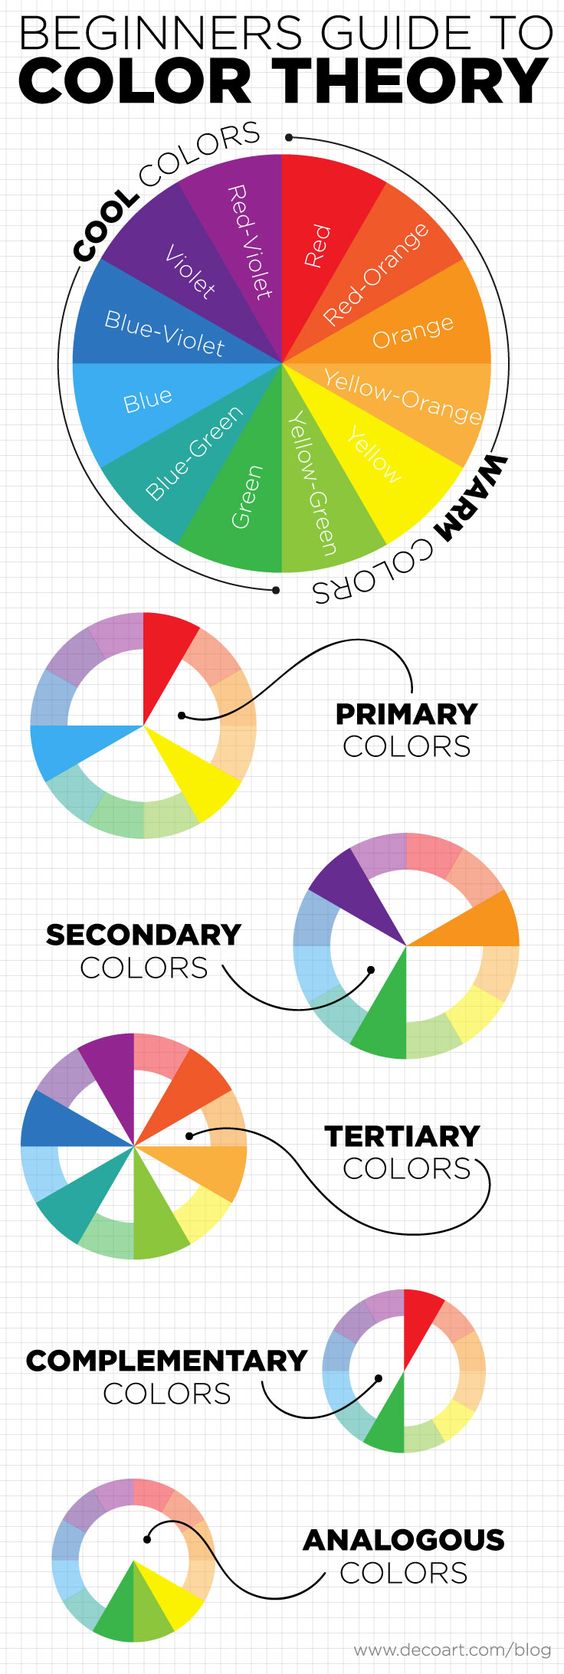 BEGINNERS GUIDE TO
COLOR THEORY
COOL COLORS
Red-Violet
Red
Violet
Red-Orange
Blue-Violet
Orange
Blue
Yellow-Orange
Blue-Green
Yellow
Green
Yellow-Green
WARM COLORS
PRIMARY
COLORS
SECONDARY
COLORS
TERTIARY
COLORS
COMPLEMENTARY
COLORS
ANALOGOUS
COLORS
www.decoart.com/blog